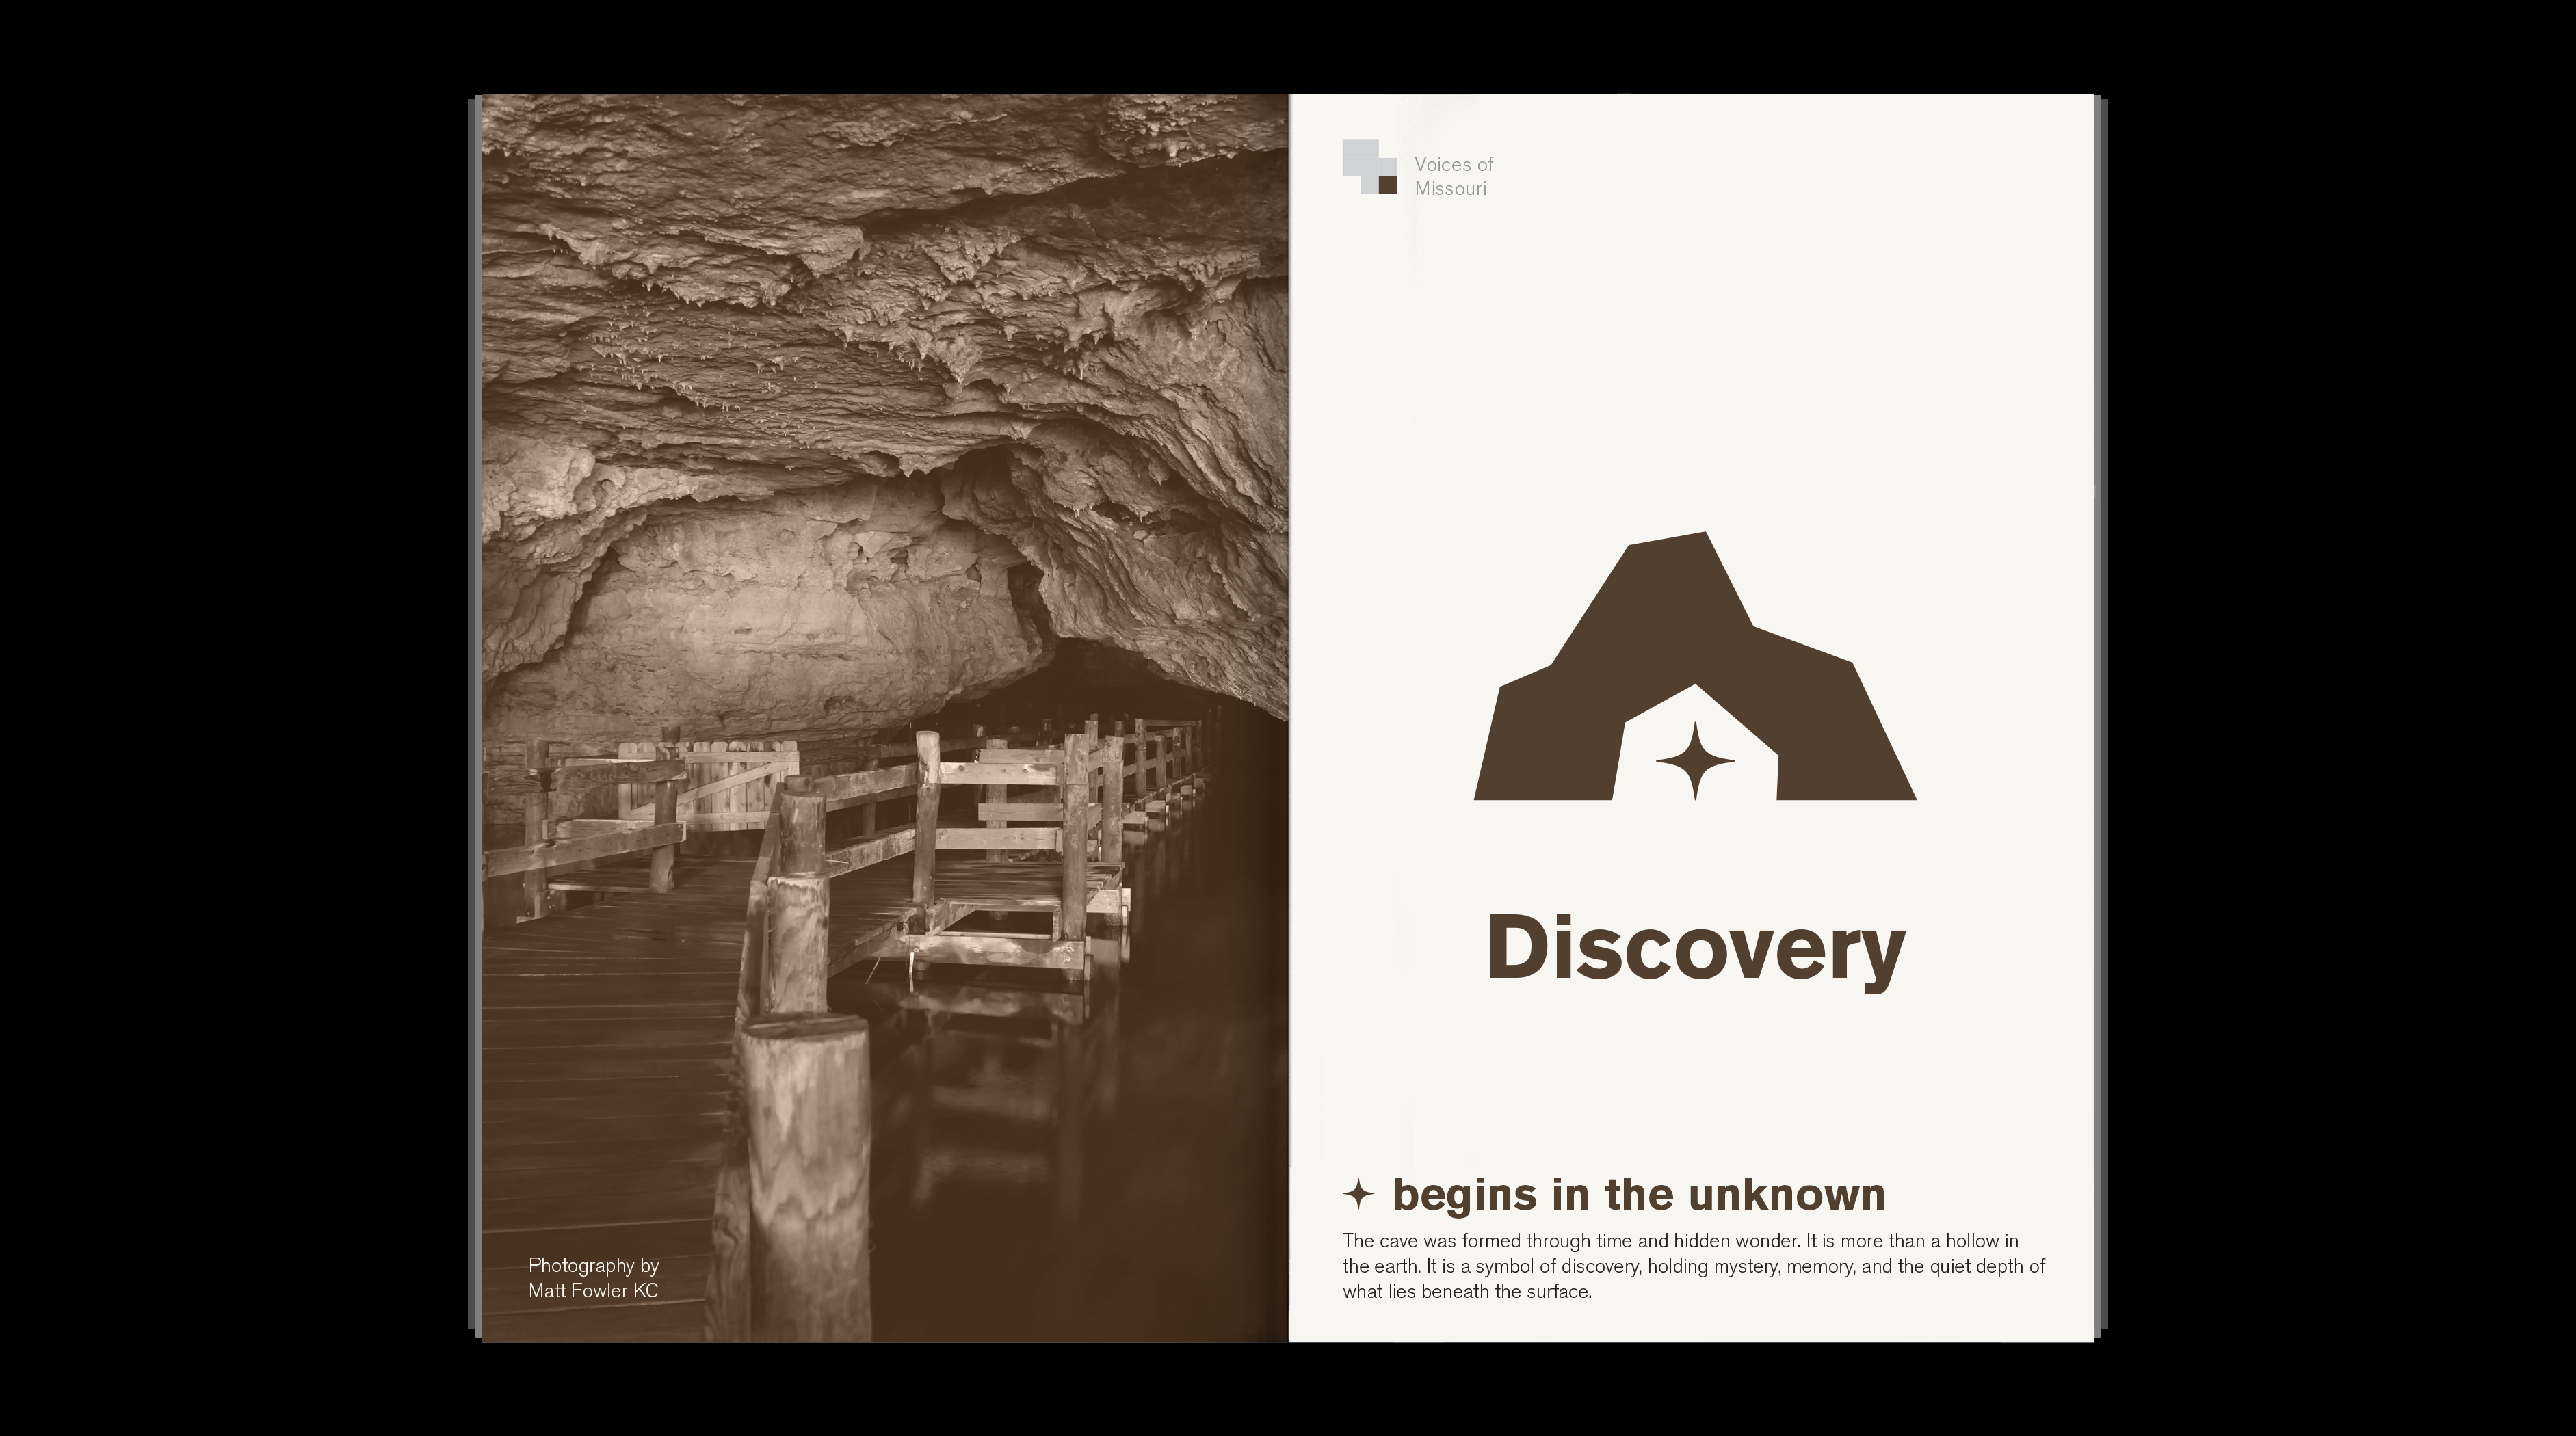 Photography by
Matt Fowler KC
Voices of
Missouri
Discovery
begins in the unknown
The cave was formed through time and hidden wonder. It is more than a hollow in
the earth. It is a symbol of discovery, holding mystery, memory, and the quiet depth of
what lies beneath the surface.